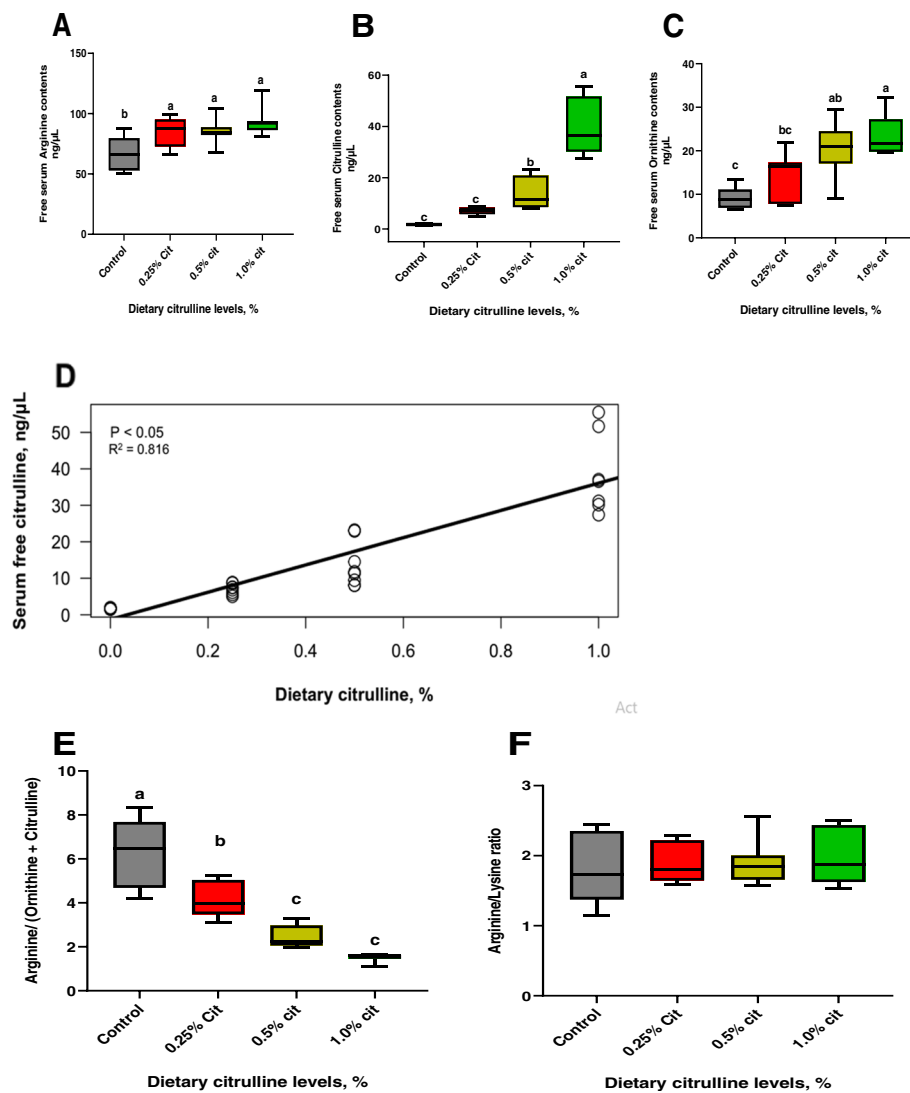 A
B
C
150
100
50
0
Free serum Arginine contents
ng/µL
b
a
a
a
Control
0.25% Cit
0.5% cit
1.0% cit
Dietary citrulline levels, %
60
40
20
0
Free serum Citrulline contents
ng/µL
c
c
b
a
Control
0.25% Cit
0.5% cit
1.0% cit
Dietary citrulline levels, %
40
30
20
10
0
Free serum Ornitine contents
ng/µL
c
bc
ab
a
Control
0.25% Cit
0.5% cit
1.0% cit
Dietary citrulline levels, %
D
Serum free citrulline, ng/µL
50
40
30
20
10
0
P < 0.05
R² = 0.816
0.0
0.2
0.4
0.6
0.8
1.0
Dietary citrulline, %
Act
E
Arginine/ (Ornithine + Citrulline)
10
8
6
4
2
0
a
b
c
c
Control
0.25% Cit
0.5% cit
1.0% cit
Dietary citrulline levels, %
F
Arginine/Lysine ratio
3
2
1
0
Control
0.25% Cit
0.5% cit
1.0% cit
Dietary citrulline levels, %